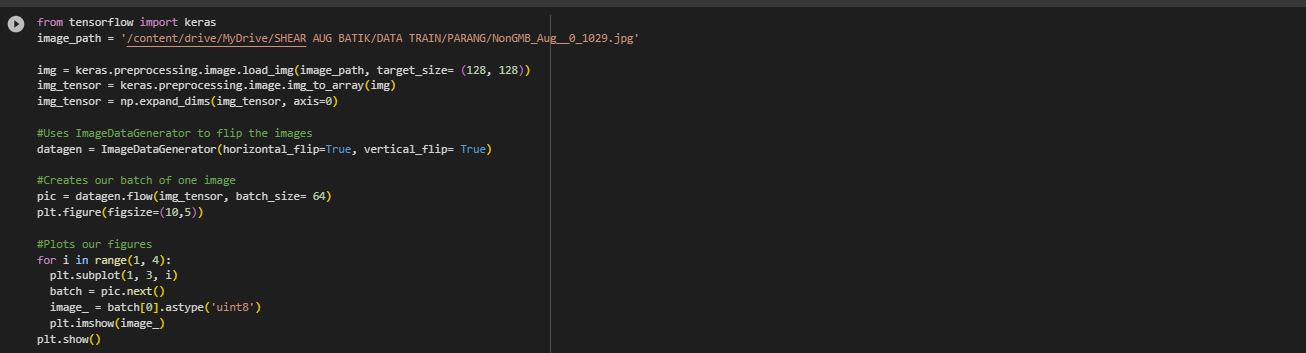 from tensorflow import keras
image_path = '/content/drive/MyDrive/SHEAR AUG BATIK/DATA TRAIN/PARANG/NonGMB_Aug__0_1029.jpg'
img = keras.preprocessing.image.load_img(image_path, target_size= (128, 128))
img_tensor = keras.preprocessing.image.img_to_array(img)
img_tensor = np.expand_dims(img_tensor, axis=0)
#Uses ImageDataGenerator to flip the images
datagen = ImageDataGenerator(horizontal_flip=True, vertical_flip= True)
#Creates our batch of one image
pic = datagen.flow(img_tensor, batch_size= 64)
plt.figure(figsize=(10,5))
#Plots our figures
for i in range(1, 4):
  plt.subplot(1, 3, i)
  batch = pic.next()
  image_ = batch[0].astype('uint8')
  plt.imshow(image_)
plt.show()